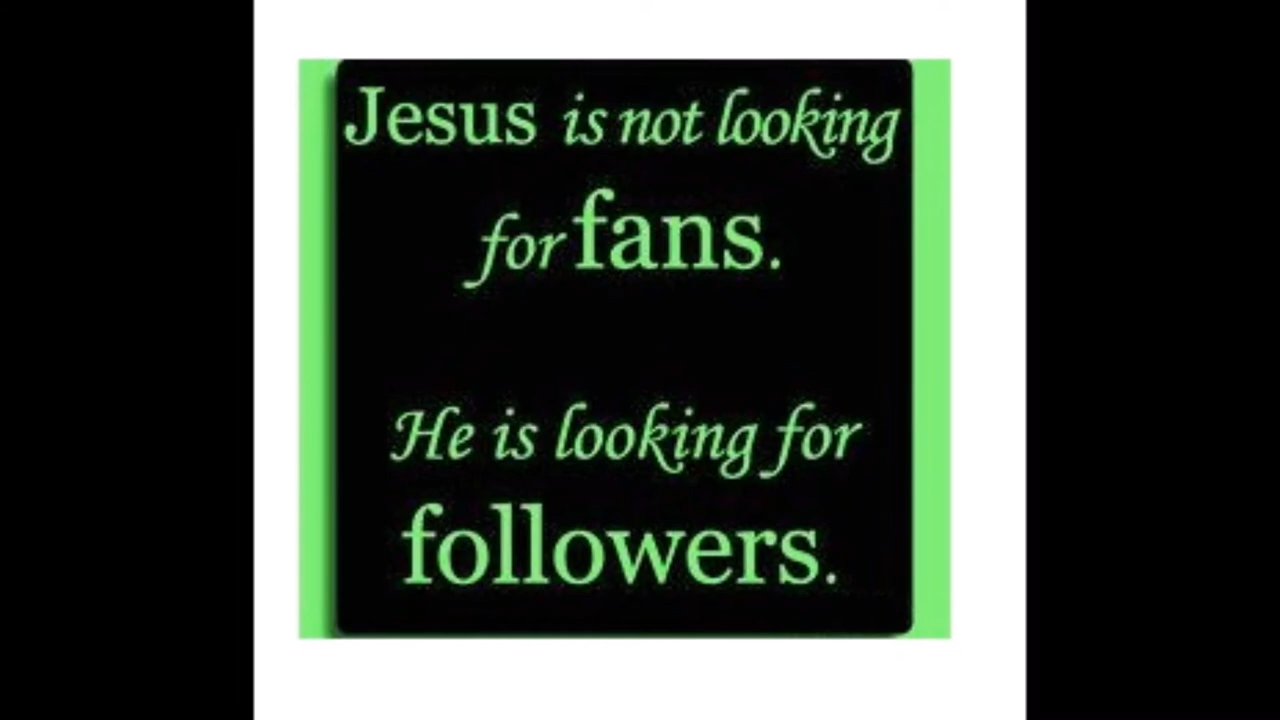 Jesus is not looking
for fans.
He is looking for
followers.